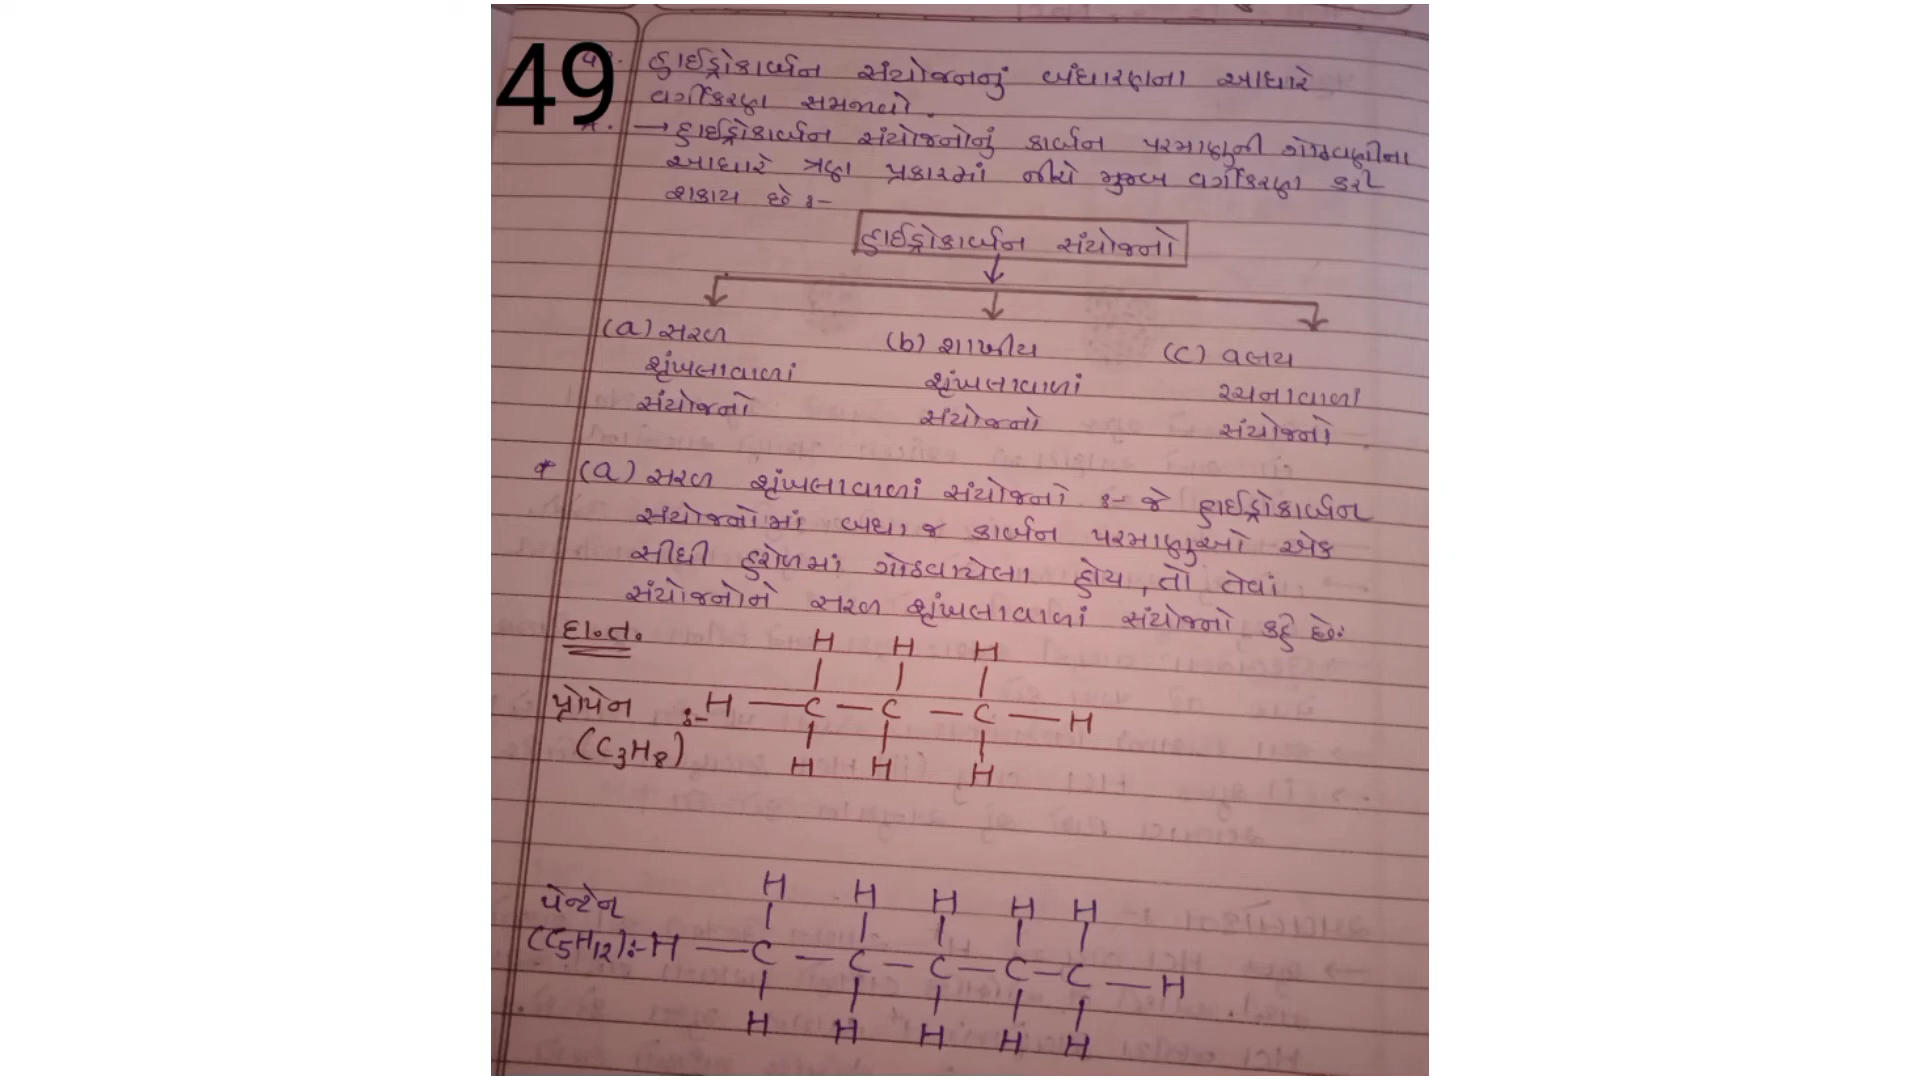 49
હાઈડ્રોકાર્બન સંયોજનનું બંધારણના આધારે
વર્ગીકરણ સમજાવો.
A. → હાઈડ્રોકાર્બન સંયોજનોનું કાર્બન પરમાણુની ગોઠવણીના
આધારે ત્રણ પ્રકારમાં નીચે મુજબ વર્ગીકરણ કરી
શકાય છે :-
હાઈડ્રોકાર્બન સંયોજનો
(a) સરળ (b) શાખીય (c) વલય
શૃંખલાવાળાં શૃંખલાવાળાં રચનાવાળાં
સંયોજનો સંયોજનો સંયોજનો
* (a) સરળ શૃંખલાવાળાં સંયોજનો :- જે હાઈડ્રોકાર્બન
સંયોજનોમાં બધા જ કાર્બન પરમાણુઓ એક
સીધી હરોળમાં ગોઠવાયેલા હોય, તો તેવાં
સંયોજનોને સરળ શૃંખલાવાળાં સંયોજનો કહે છે.
દા.ત.
H H H
પ્રોપેન :- H — C — C — C — H
(C₃H₈) H H H
H H H H H
પેન્ટેન
(C₅H₁₂):- H — C — C — C — C — C — H
H H H H H